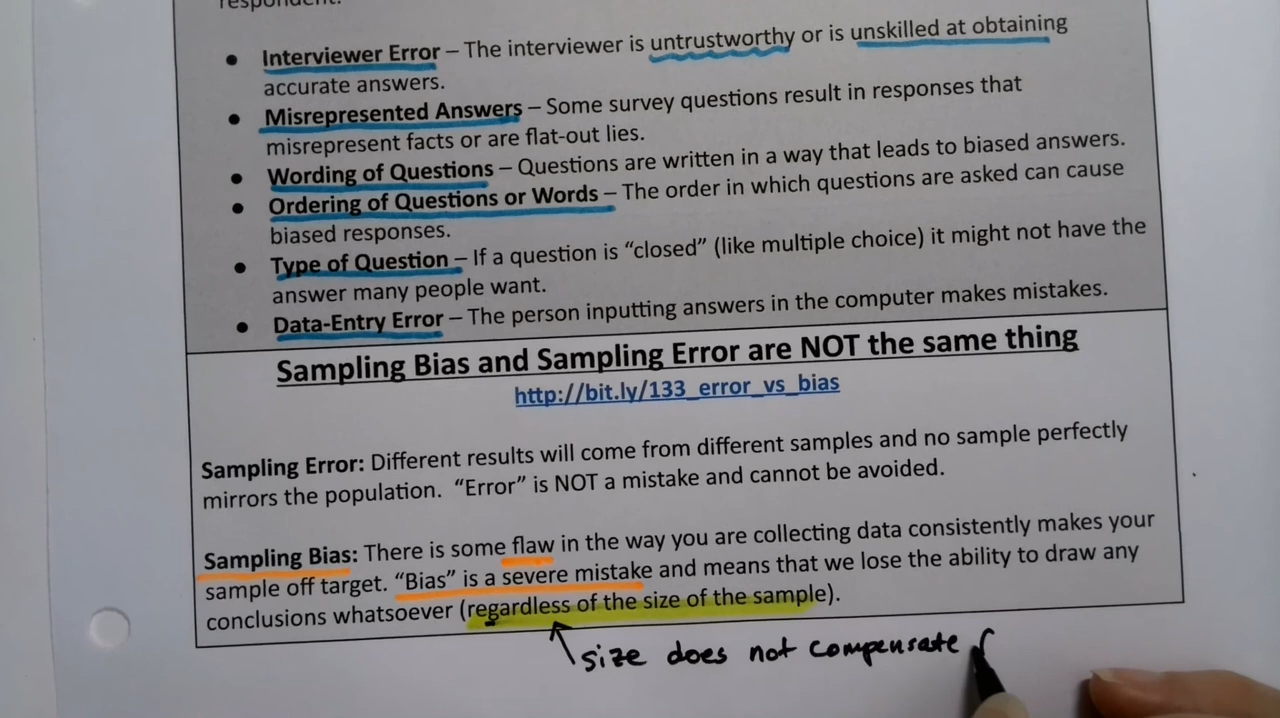 respondent.
• Interviewer Error – The interviewer is untrustworthy or is unskilled at obtaining
accurate answers.
• Misrepresented Answers – Some survey questions result in responses that
misrepresent facts or are flat-out lies.
• Wording of Questions – Questions are written in a way that leads to biased answers.
• Ordering of Questions or Words – The order in which questions are asked can cause
biased responses.
• Type of Question – If a question is “closed” (like multiple choice) it might not have the
answer many people want.
• Data-Entry Error – The person inputting answers in the computer makes mistakes.
Sampling Bias and Sampling Error are NOT the same thing
http://bit.ly/133_error_vs_bias
Sampling Error: Different results will come from different samples and no sample perfectly
mirrors the population. “Error” is NOT a mistake and cannot be avoided.
Sampling Bias: There is some flaw in the way you are collecting data consistently makes your
sample off target. “Bias” is a severe mistake and means that we lose the ability to draw any
conclusions whatsoever (regardless of the size of the sample).
size does not compensate